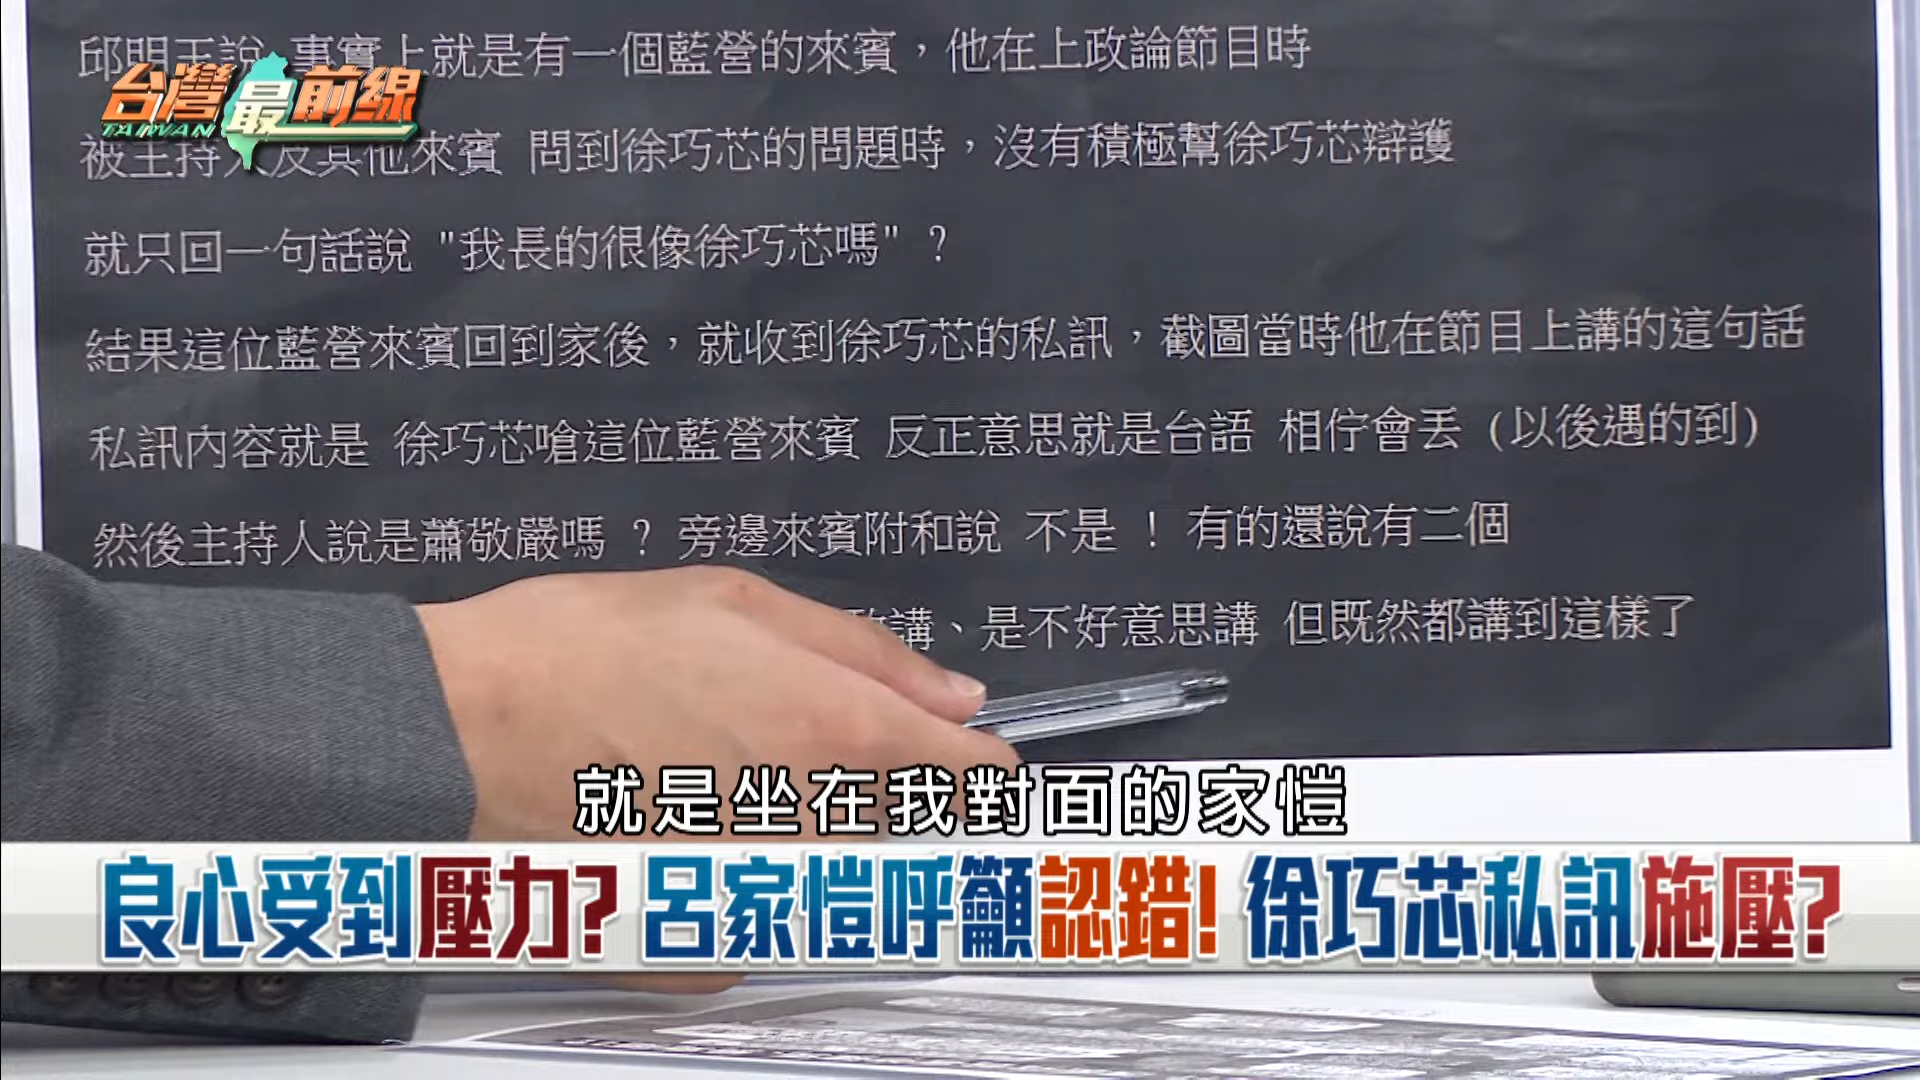 邱明玉說 事實上就是有一個藍營的來賓，他在上政論節目時
台灣最前線
TAIWAN
被主持人及其他來賓 問到徐巧芯的問題時，沒有積極幫徐巧芯辯護
就只回一句話說 "我長的很像徐巧芯嗎" ？
結果這位藍營來賓回到家後，就收到徐巧芯的私訊，截圖當時他在節目上講的這句話
私訊內容就是 徐巧芯嗆這位藍營來賓 反正意思就是台語 相佇會丟 (以後遇的到)
然後主持人說是蕭敬嚴嗎 ？ 旁邊來賓附和說 不是 ！ 有的還說有二個
講、是不好意思講 但既然都講到這樣了
就是坐在我對面的家愷
良心受到壓力? 呂家愷呼籲認錯! 徐巧芯私訊施壓?